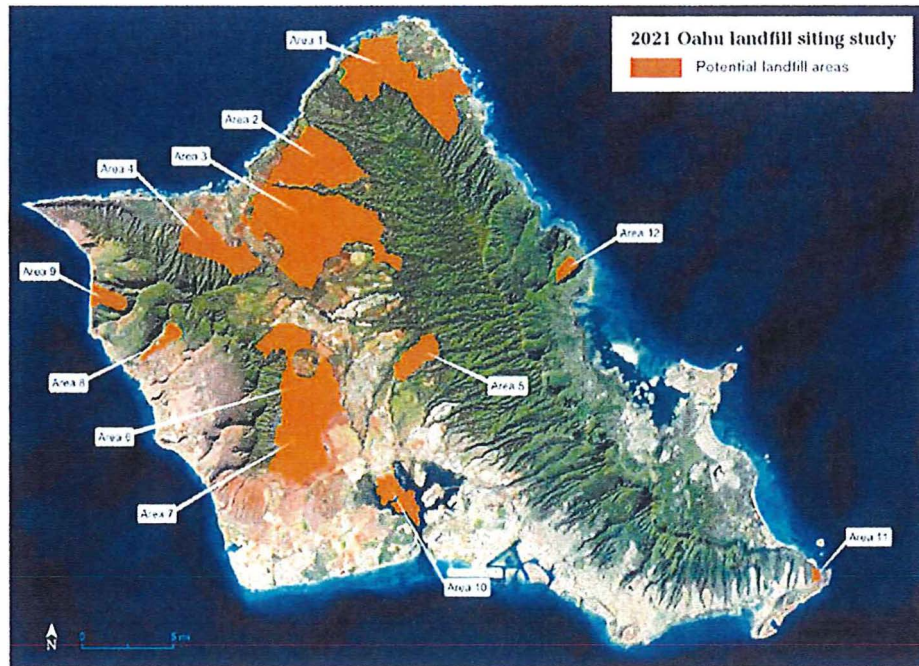 2021 Oahu landfill siting study
Potential landfill areas
Area 1
Area 2
Area 3
Area 4
Area 12
Area 9
Area 8
Area 5
Area 6
Area 7
Area 11
Area 10
N
0
5 mi